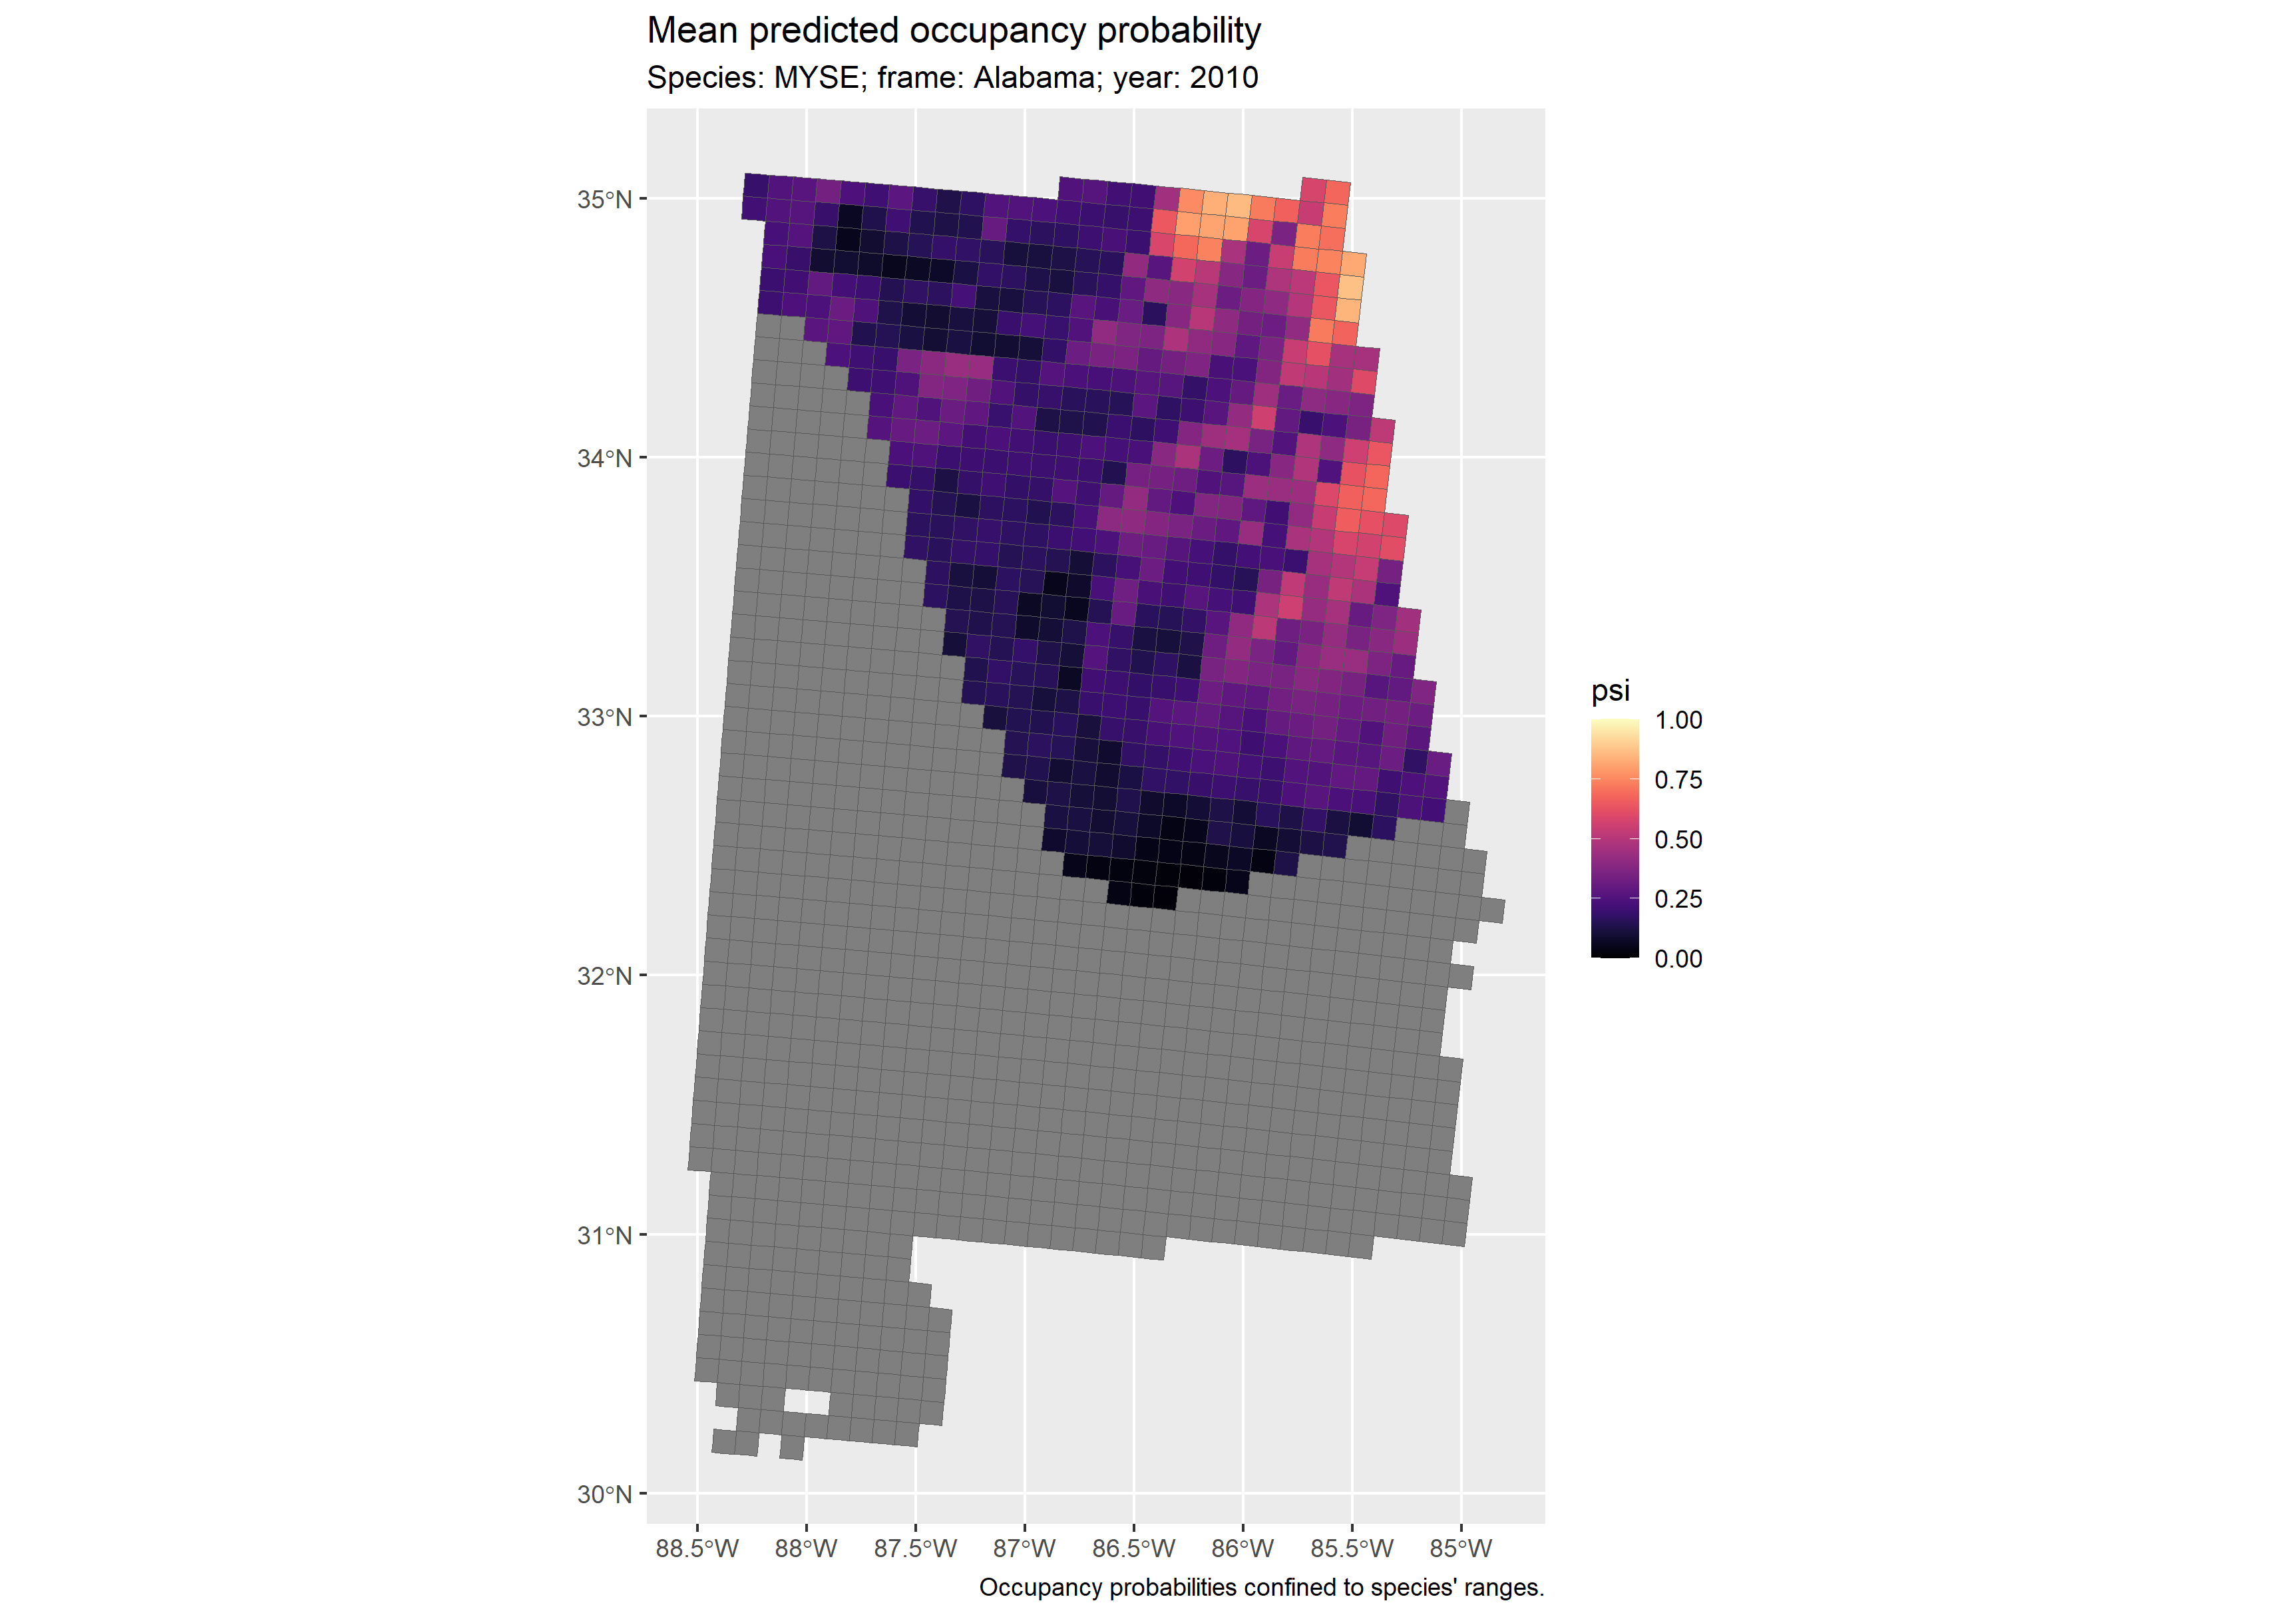 Mean predicted occupancy probability
Species: MYSE; frame: Alabama; year: 2010
35°N
34°N
33°N
32°N
31°N
30°N
88.5°W 88°W 87.5°W 87°W 86.5°W 86°W 85.5°W 85°W
psi
1.00
0.75
0.50
0.25
0.00
Occupancy probabilities confined to species' ranges.